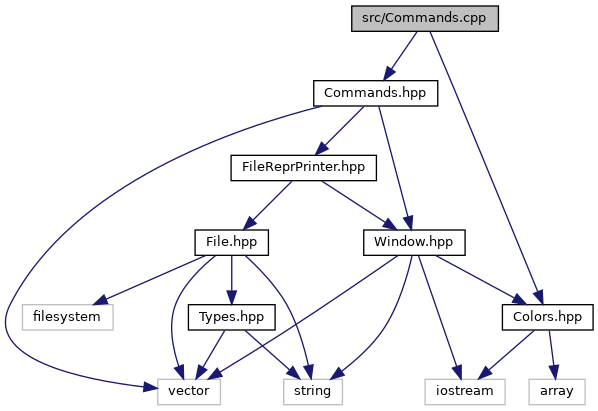 src/Commands.cpp
Commands.hpp
FileReprPrinter.hpp
File.hpp
Window.hpp
filesystem
Types.hpp
Colors.hpp
vector
string
iostream
array